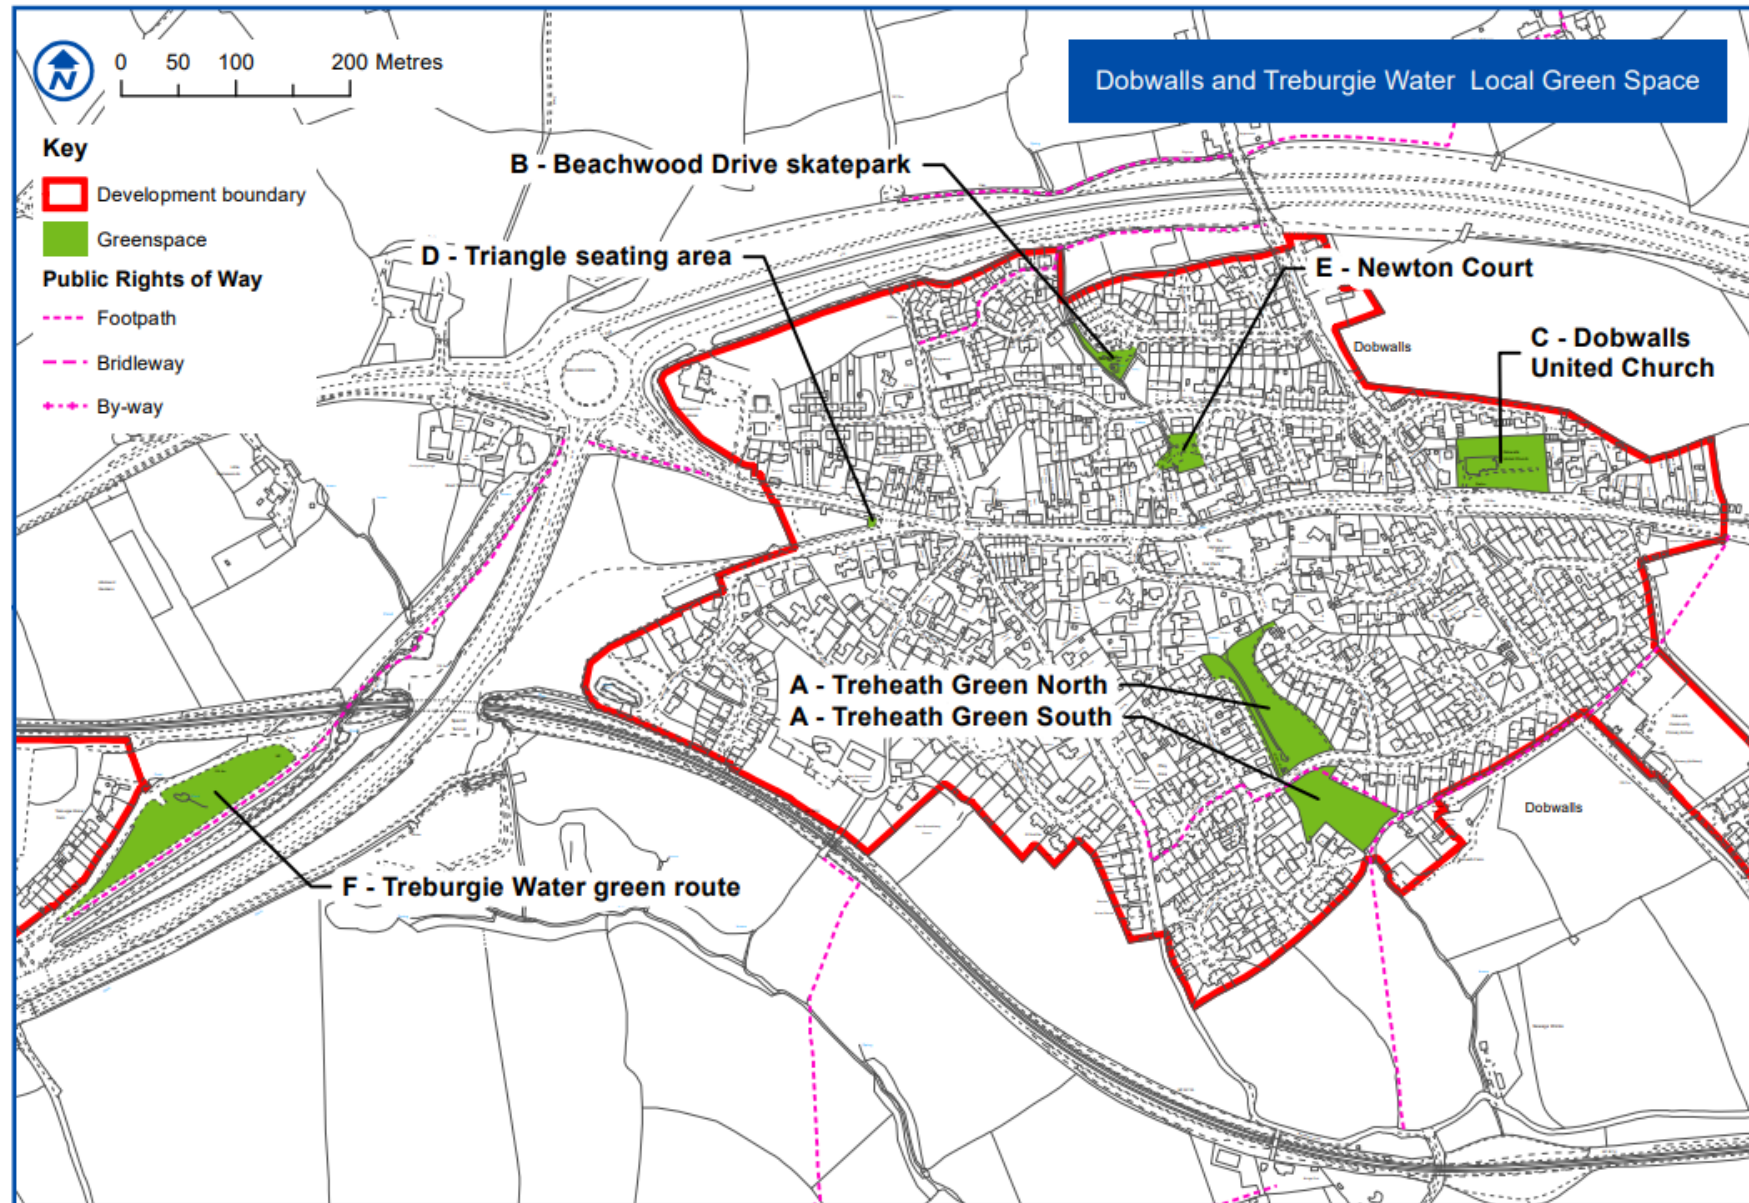 N
0 50 100 200 Metres
Dobwalls and Treburgie Water Local Green Space
Key
Development boundary
Greenspace
Public Rights of Way
Footpath
Bridleway
By-way
B - Beachwood Drive skatepark
D - Triangle seating area
E - Newton Court
Dobwalls
C - Dobwalls
United Church
A - Treheath Green North
A - Treheath Green South
Dobwalls
F - Treburgie Water green route